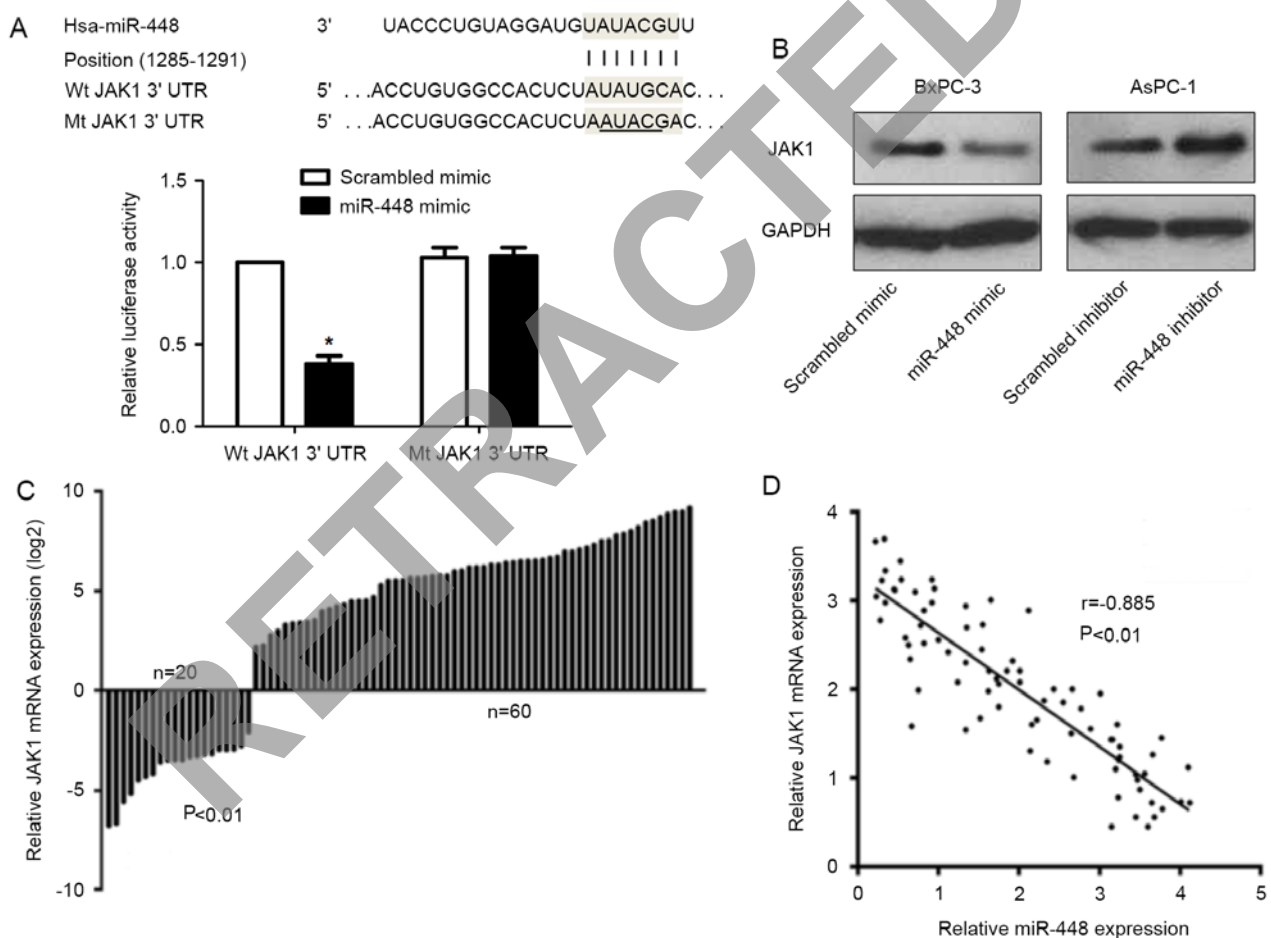 A
Hsa-miR-448 3' UACCCUGUAGGAUGUAUACGUU
Position (1285-1291)
Wt JAK1 3' UTR 5' ...ACCUGUGGCCACUCUAUAUGCAC...
Mt JAK1 3' UTR 5' ...ACCUGUGGCCACUCUAAUACGAC...
Scrambled mimic
miR-448 mimic
Relative luciferase activity
1.5
1.0
0.5
0.0
*
Wt JAK1 3' UTR
Mt JAK1 3' UTR
B
BxPC-3
AsPC-1
JAK1
GAPDH
Scrambled mimic
miR-448 mimic
Scrambled inhibitor
miR-448 inhibitor
C
Relative JAK1 mRNA expression (log2)
10
5
0
-5
-10
n=20
n=60
P<0.01
D
Relative JAK1 mRNA expression
4
3
2
1
0
r=-0.885
P<0.01
0 1 2 3 4 5
Relative miR-448 expression
RETRACTED